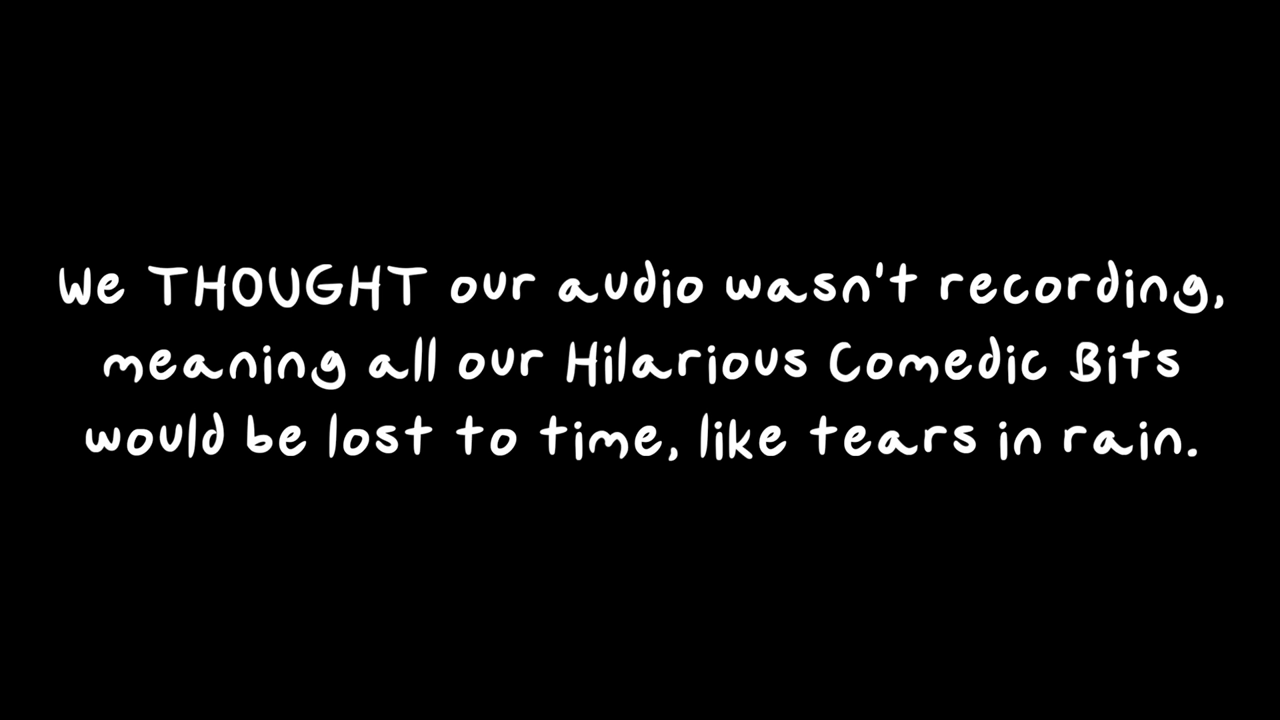 We THOUGHT our audio wasn't recording,
meaning all our Hilarious Comedic Bits
would be lost to time, like tears in rain.